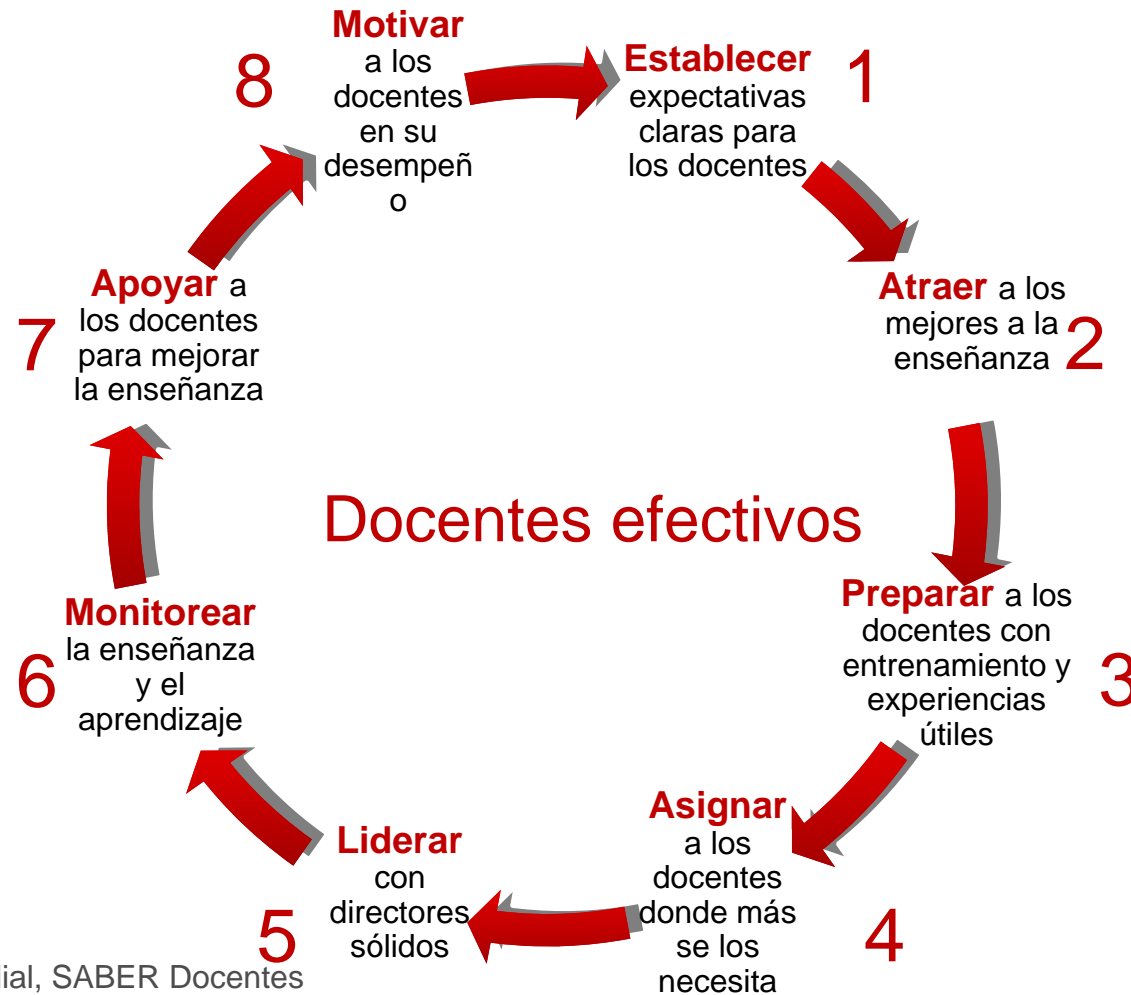 Motivar
a los
docentes
en su
desempeñ
o
8
Establecer
expectativas
claras para
los docentes
1
Atraer a los
mejores a la
enseñanza
2
Preparar a los
docentes con
entrenamiento y
experiencias
útiles
3
Asignar
a los
docentes
donde más
se los
necesita
4
Liderar
con
directores
sólidos
5
Monitorear
la enseñanza
y el
aprendizaje
6
Apoyar a
los docentes
para mejorar
la enseñanza
7
Docentes efectivos
dial, SABER Docentes